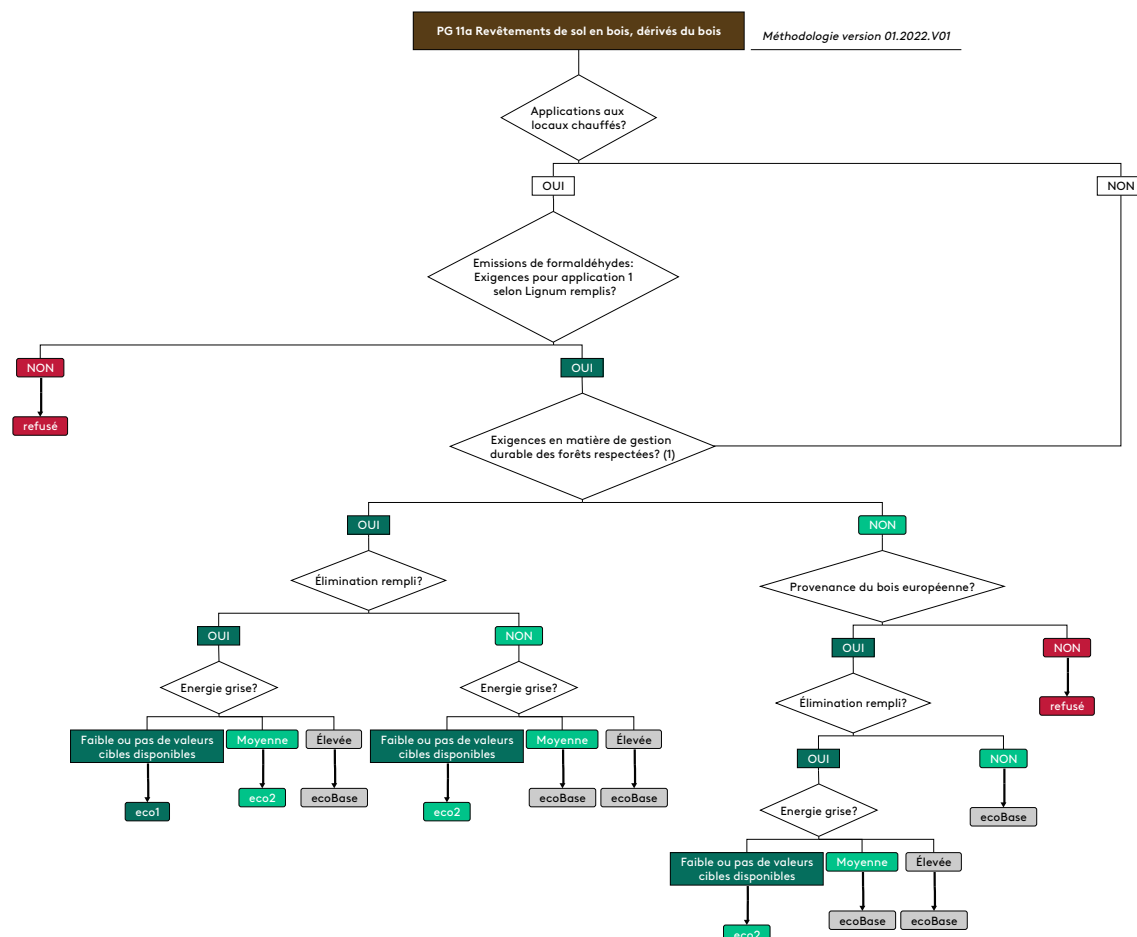 PG 11a Revêtements de sol en bois, dérivés du bois
Méthodologie version 01.2022.V01
Applications aux
locaux chauffés?
OUI
NON
Emissions de formaldéhydes:
Exigences pour application 1
selon Lignum remplis?
NON
OUI
refusé
Exigences en matière de gestion
durable des forêts respectées? (1)
OUI
NON
Élimination rempli?
Provenance du bois européenne?
OUI
NON
OUI
NON
Energie grise?
Energie grise?
Élimination rempli?
refusé
Faible ou pas de valeurs
cibles disponibles
Moyenne
Élevée
Faible ou pas de valeurs
cibles disponibles
Moyenne
Élevée
OUI
NON
eco1
eco2
ecoBase
eco2
ecoBase
ecoBase
Energie grise?
ecoBase
Faible ou pas de valeurs
cibles disponibles
Moyenne
Élevée
eco2
ecoBase
ecoBase